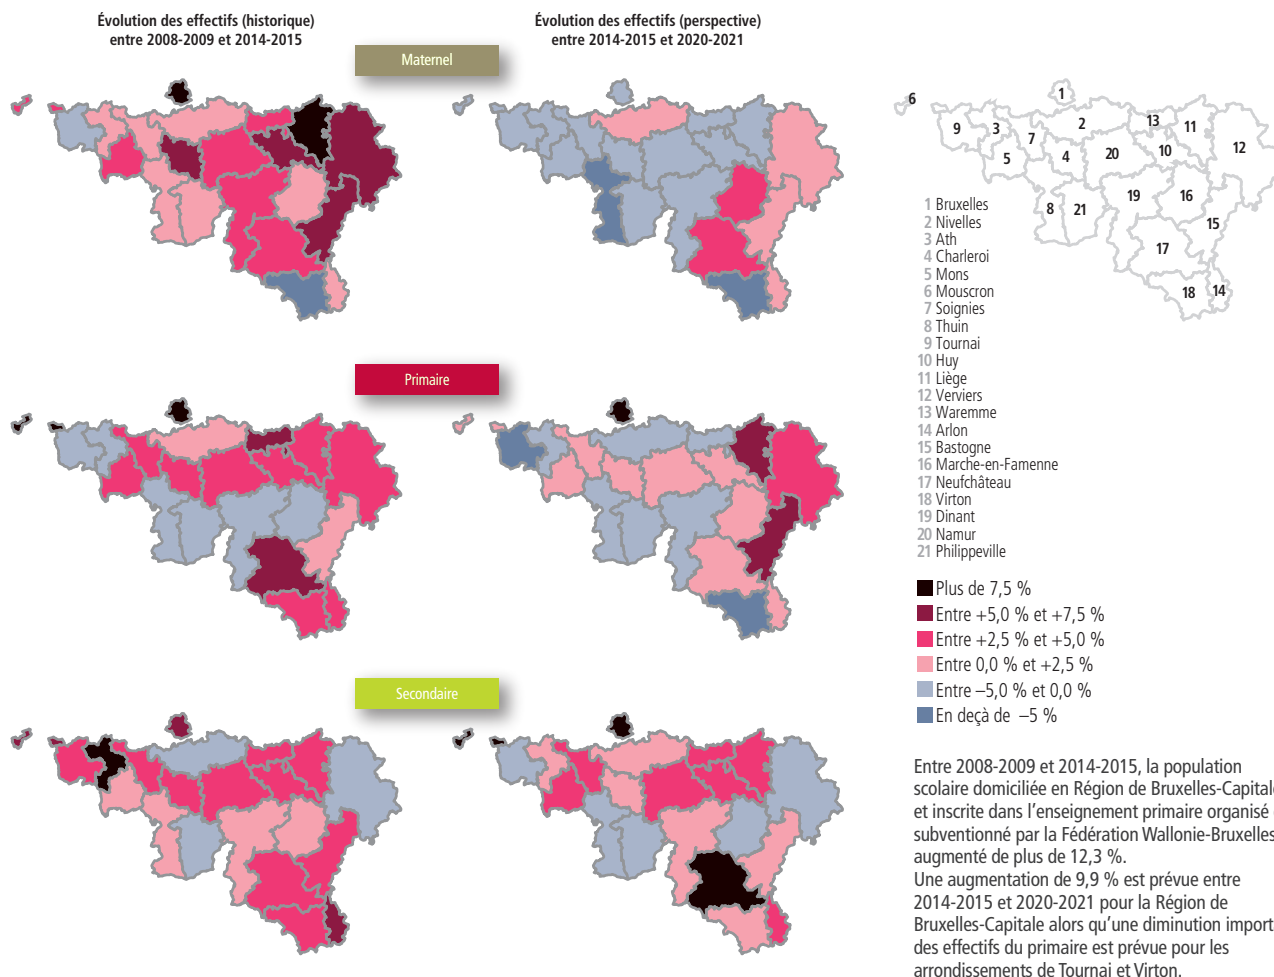 Évolution des effectifs (historique)
entre 2008-2009 et 2014-2015
Évolution des effectifs (perspective)
entre 2014-2015 et 2020-2021
Maternel
Primaire
Secondaire
6
9
3
7
5
1
2
4
20
13
11
10
12
8
21
19
16
15
17
18
14
1 Bruxelles
2 Nivelles
3 Ath
4 Charleroi
5 Mons
6 Mouscron
7 Soignies
8 Thuin
9 Tournai
10 Huy
11 Liège
12 Verviers
13 Waremme
14 Arlon
15 Bastogne
16 Marche-en-Famenne
17 Neufchâteau
18 Virton
19 Dinant
20 Namur
21 Philippeville
Plus de 7,5 %
Entre +5,0 % et +7,5 %
Entre +2,5 % et +5,0 %
Entre 0,0 % et +2,5 %
Entre –5,0 % et 0,0 %
En deçà de –5 %
Entre 2008-2009 et 2014-2015, la population
scolaire domiciliée en Région de Bruxelles-Capitale
et inscrite dans l'enseignement primaire organisé
subventionné par la Fédération Wallonie-Bruxelles
augmenté de plus de 12,3 %.
Une augmentation de 9,9 % est prévue entre
2014-2015 et 2020-2021 pour la Région de
Bruxelles-Capitale alors qu'une diminution import
des effectifs du primaire est prévue pour les
arrondissements de Tournai et Virton.